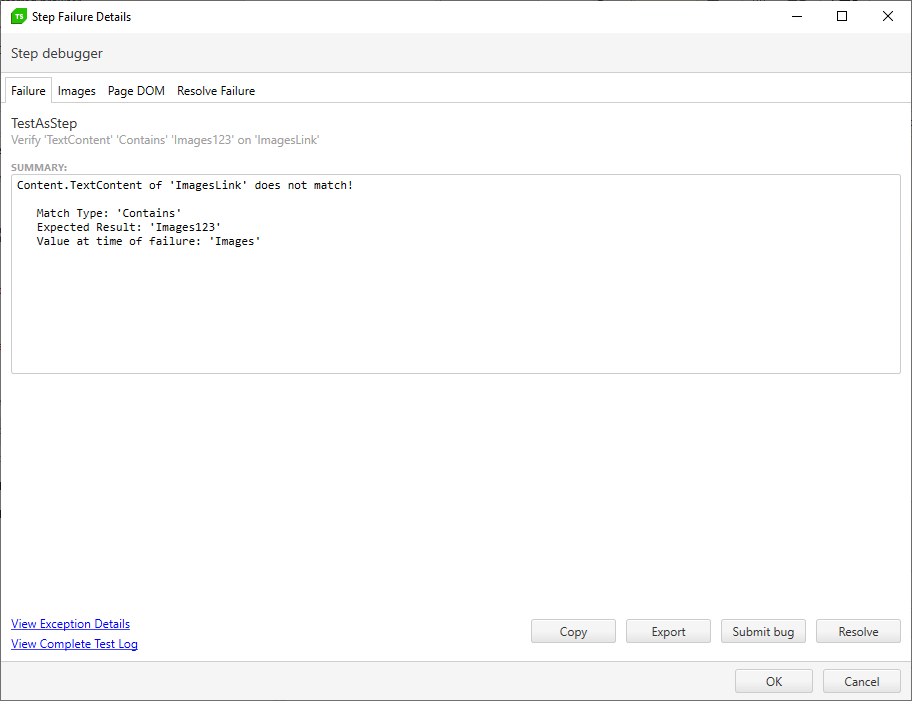 TS Step Failure Details
Step debugger
Failure Images Page DOM Resolve Failure
TestAsStep
Verify 'TextContent' 'Contains' 'Images123' on 'ImagesLink'
SUMMARY:
Content.TextContent of 'ImagesLink' does not match!
Match Type: 'Contains'
Expected Result: 'Images123'
Value at time of failure: 'Images'
View Exception Details
View Complete Test Log
Copy Export Submit bug Resolve
OK Cancel